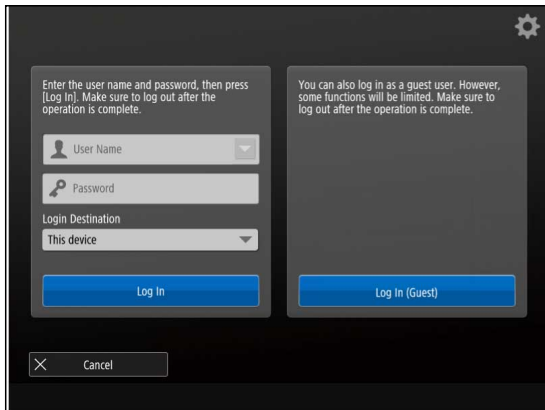 Enter the user name and password, then press
[Log In]. Make sure to log out after the
operation is complete.
User Name
Password
Login Destination
This device
Log In
You can also log in as a guest user. However,
some functions will be limited. Make sure to
log out after the operation is complete.
Log In (Guest)
Cancel